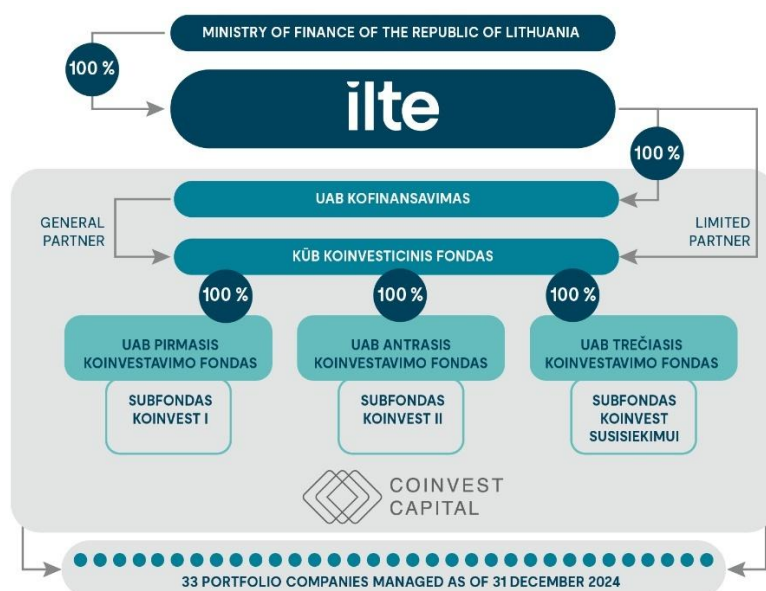 MINISTRY OF FINANCE OF THE REPUBLIC OF LITHUANIA
100 %
ilte
100 %
UAB KOFINANSAVIMAS
GENERAL
PARTNER
LIMITED
PARTNER
KŪB KOINVESTICINIS FONDAS
100 %
100 %
100 %
UAB PIRMASIS
KOINVESTAVIMO FONDAS
UAB ANTRASIS
KOINVESTAVIMO FONDAS
UAB TREČIASIS
KOINVESTAVIMO FONDAS
SUBFONDAS
KOINVEST I
SUBFONDAS
KOINVEST II
SUBFONDAS
KOINVEST
SUSISIEKIMUI
COINVEST
CAPITAL
33 PORTFOLIO COMPANIES MANAGED AS OF 31 DECEMBER 2024